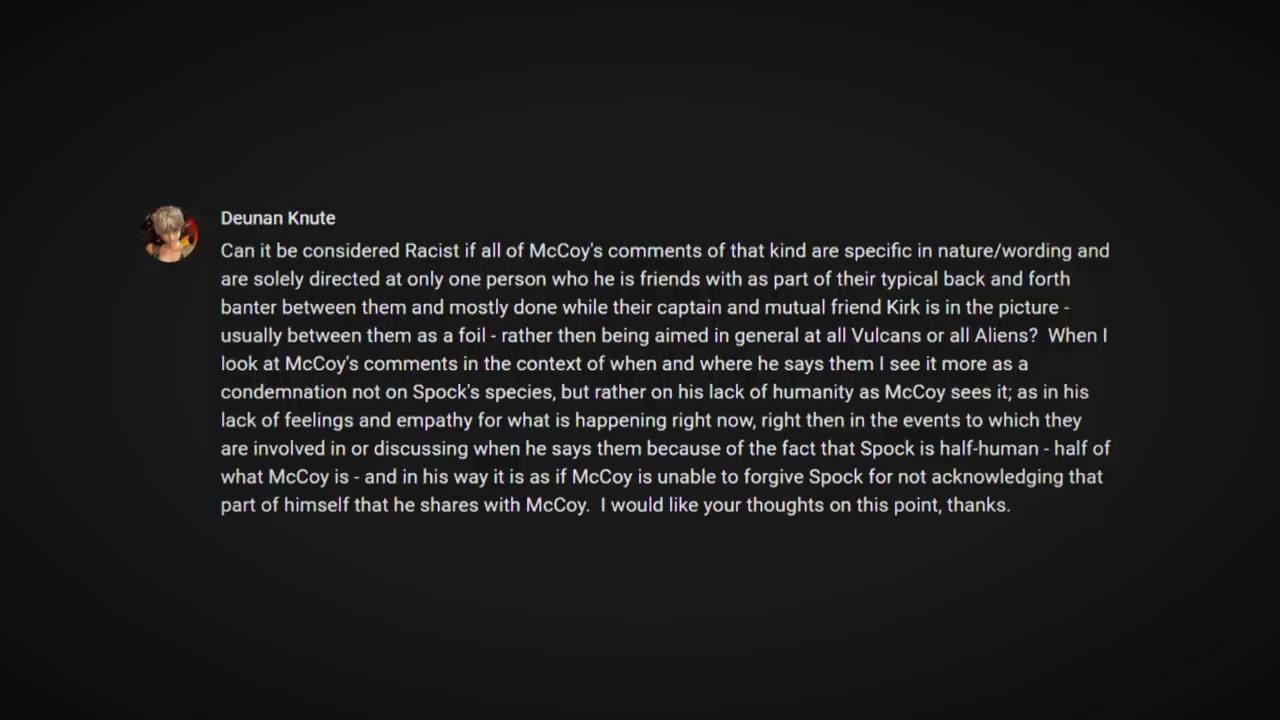 Deunan Knute
Can it be considered Racist if all of McCoy's comments of that kind are specific in nature/wording and
are solely directed at only one person who he is friends with as part of their typical back and forth
banter between them and mostly done while their captain and mutual friend Kirk is in the picture -
usually between them as a foil - rather then being aimed in general at all Vulcans or all Aliens?  When I
look at McCoy's comments in the context of when and where he says them I see it more as a
condemnation not on Spock's species, but rather on his lack of humanity as McCoy sees it; as in his
lack of feelings and empathy for what is happening right now, right then in the events to which they
are involved in or discussing when he says them because of the fact that Spock is half-human - half of
what McCoy is - and in his way it is as if McCoy is unable to forgive Spock for not acknowledging that
part of himself that he shares with McCoy.  I would like your thoughts on this point, thanks.